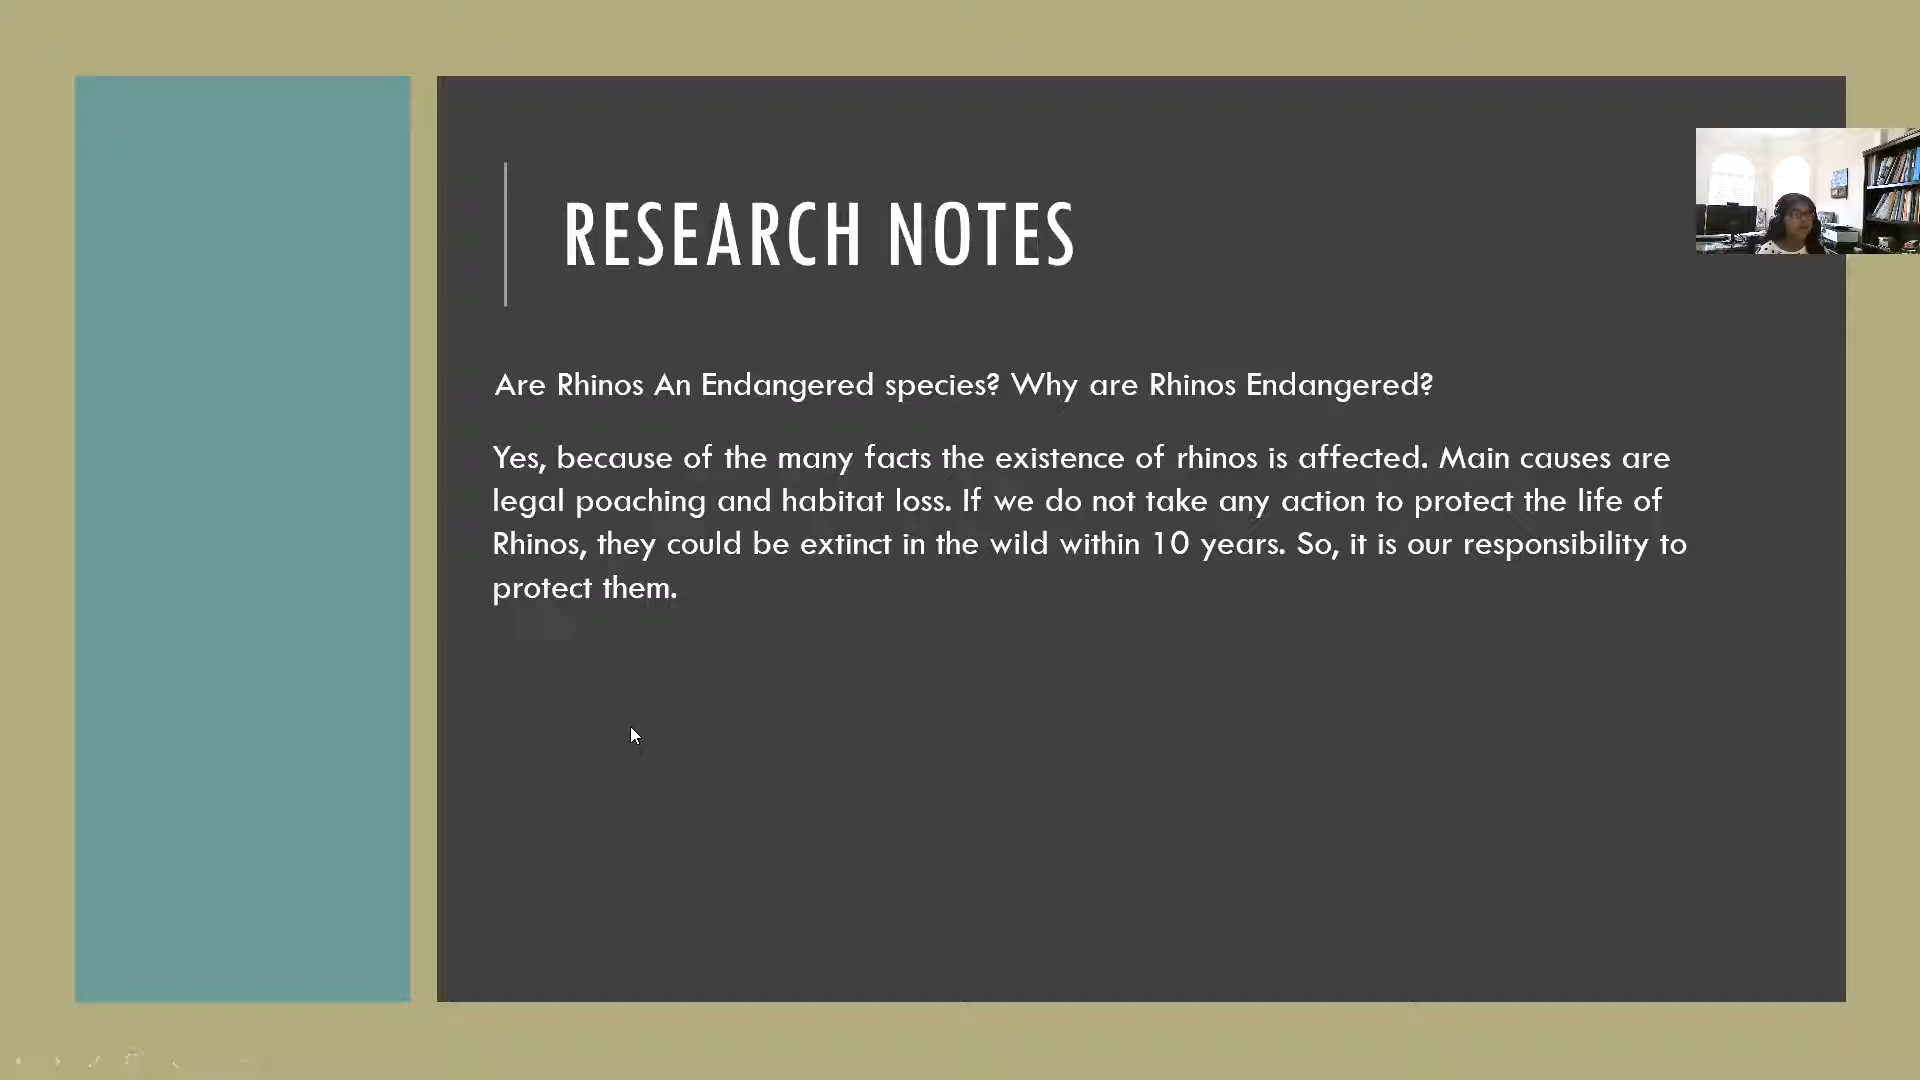 RESEARCH NOTES
Are Rhinos An Endangered species? Why are Rhinos Endangered?
Yes, because of the many facts the existence of rhinos is affected. Main causes are
legal poaching and habitat loss. If we do not take any action to protect the life of
Rhinos, they could be extinct in the wild within 10 years. So, it is our responsibility to
protect them.